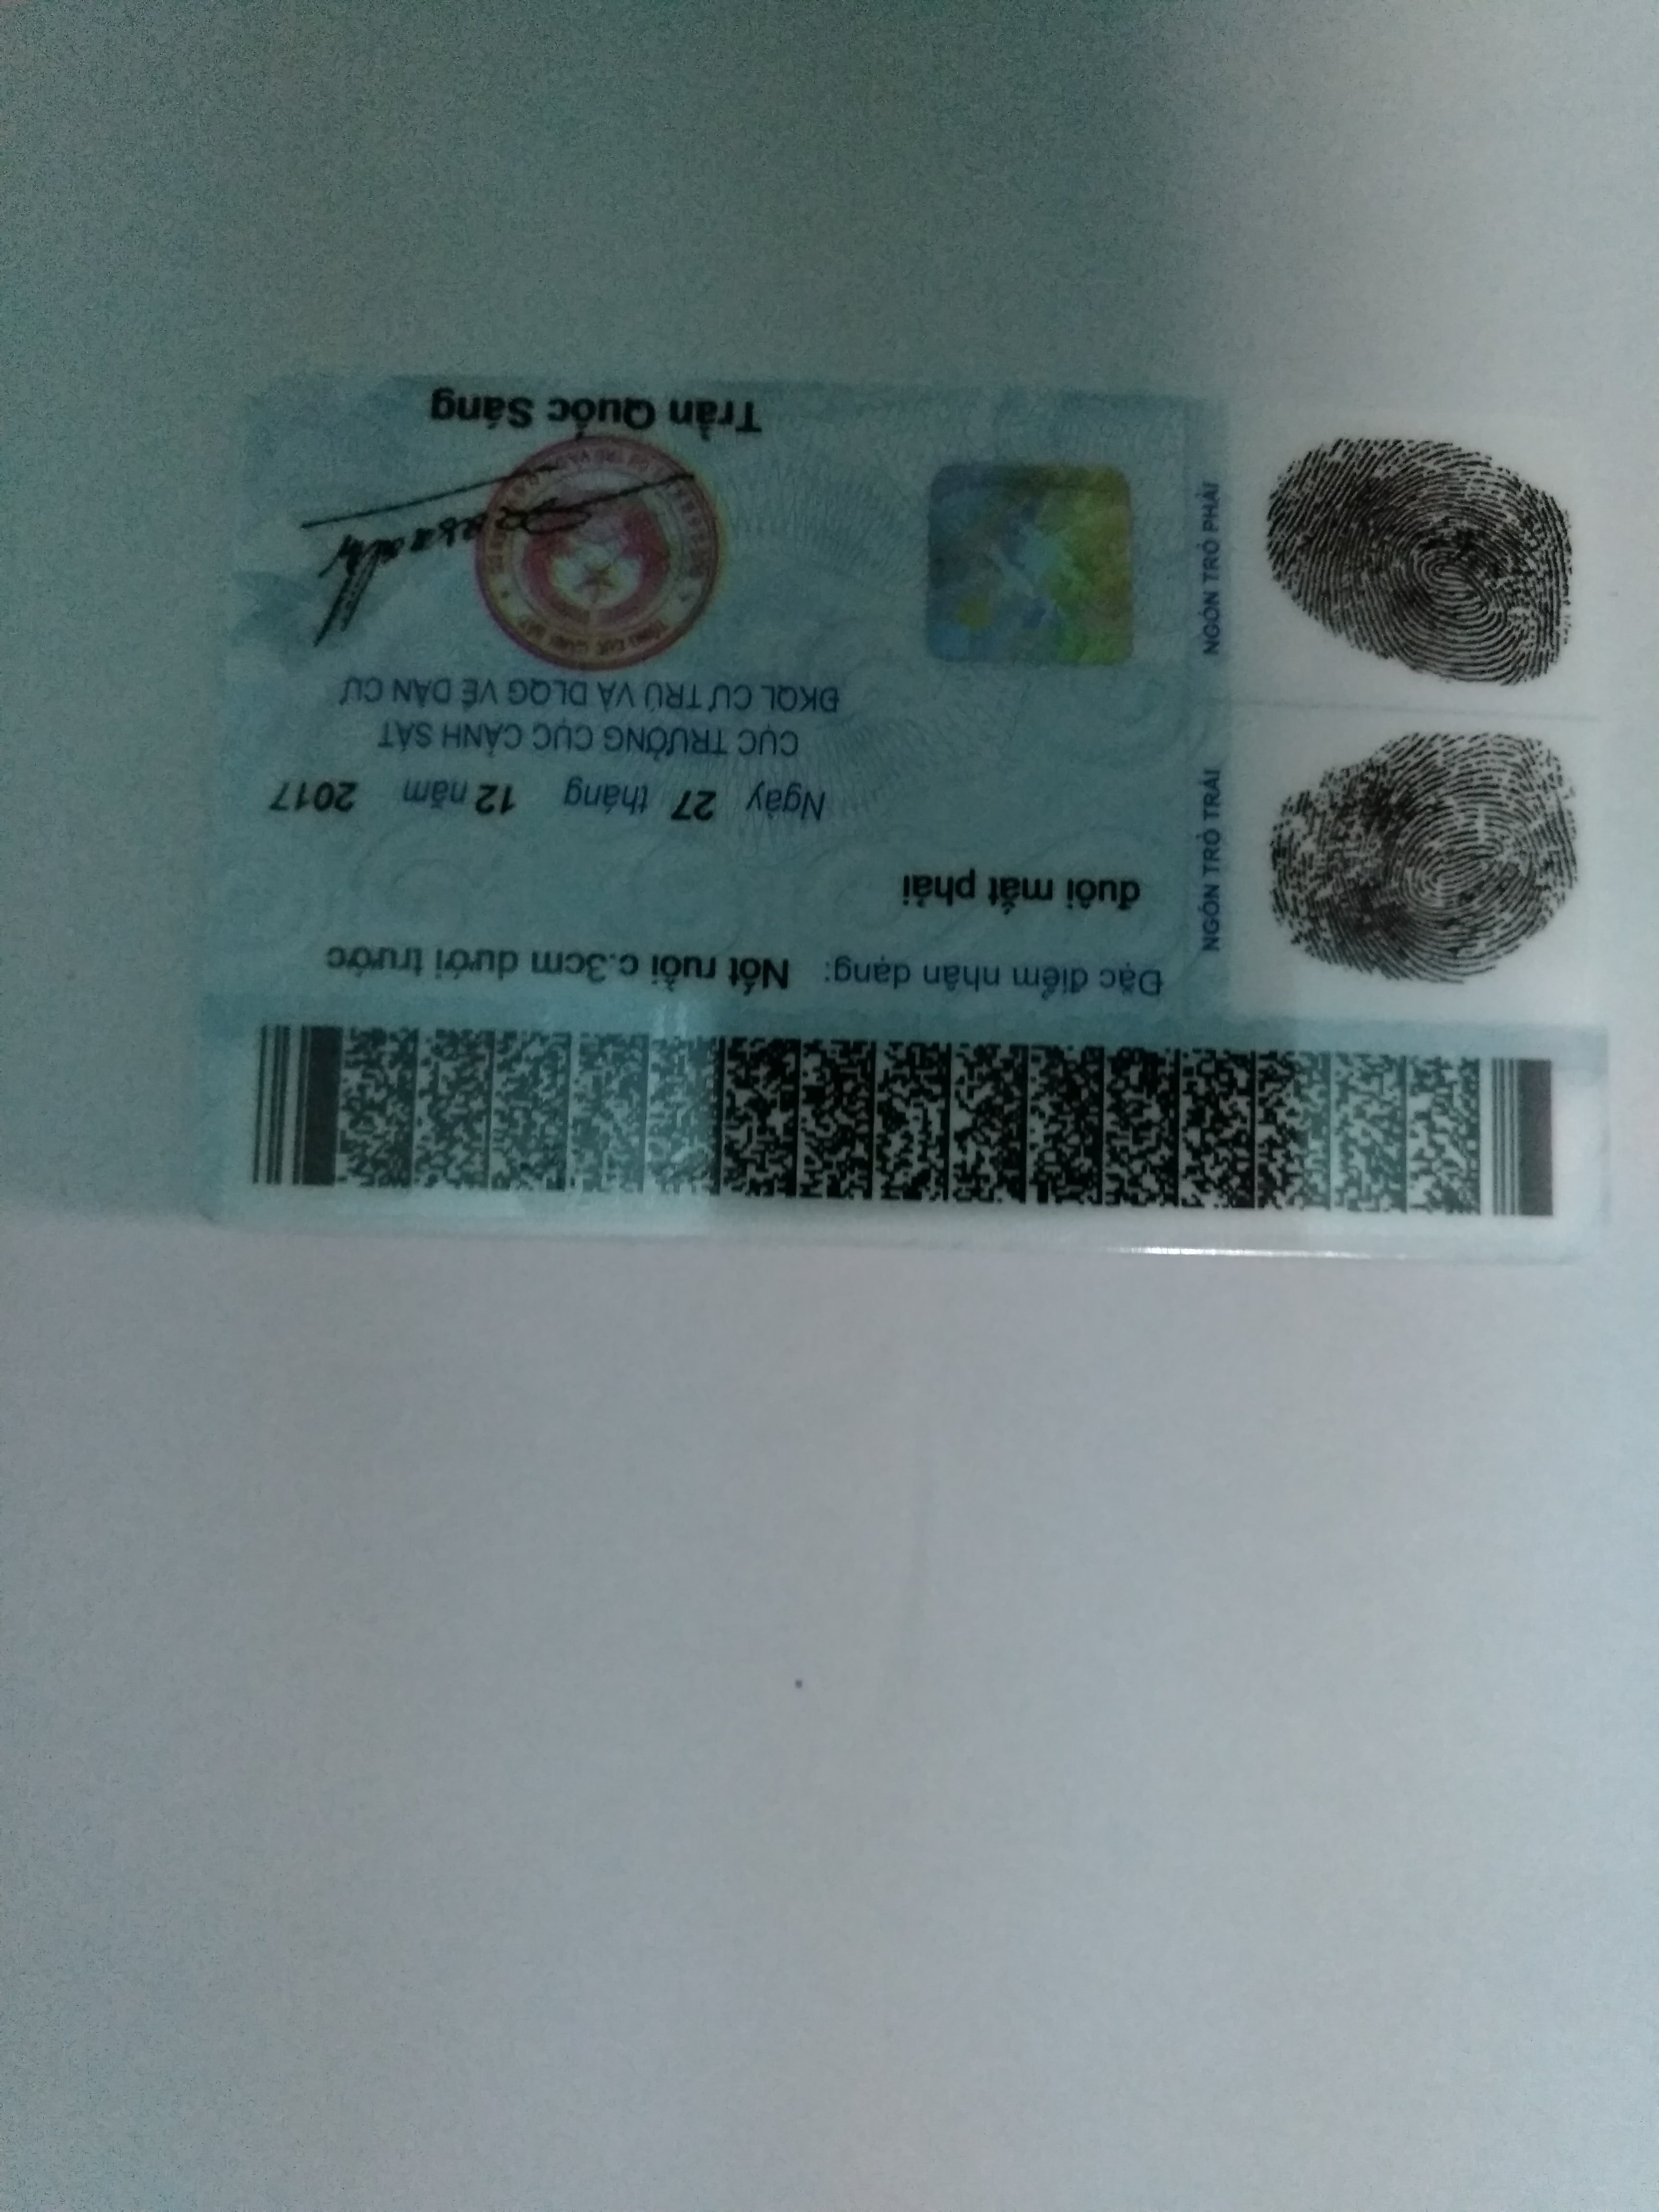 Đặc điểm nhận dạng: Nốt ruồi c.3cm dưới trước
đuôi mắt phải
NGÓN TRỎ TRÁI
NGÓN TRỎ PHẢI
Ngày 27 tháng 12 năm 2017
CỤC TRƯỞNG CỤC CẢNH SÁT
ĐKQL CƯ TRÚ VÀ DLQG VỀ DÂN CƯ
Trần Quốc Sáng